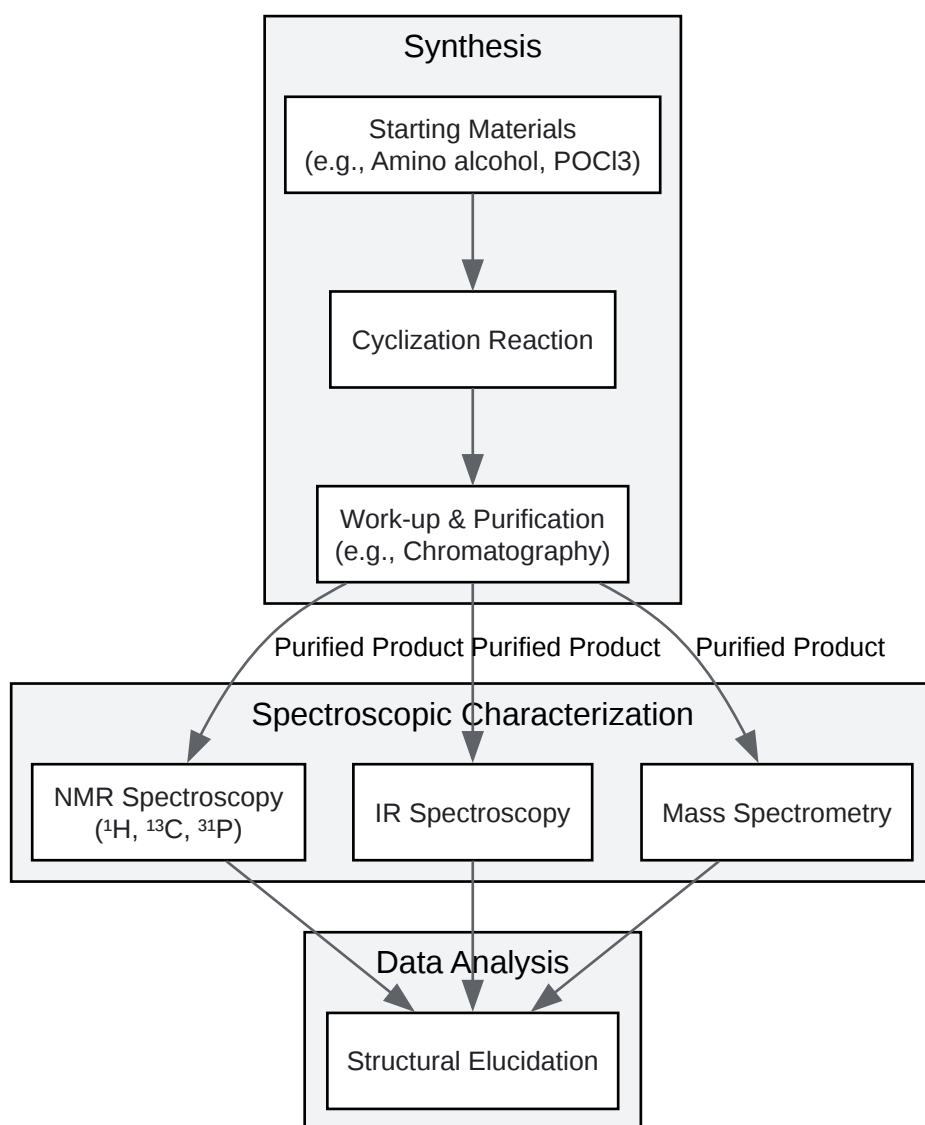 Synthesis
Starting Materials
(e.g., Amino alcohol, POCl3)
Cyclization Reaction
Work-up & Purification
(e.g., Chromatography)
Purified Product
Purified Product
Purified Product
Spectroscopic Characterization
NMR Spectroscopy
(¹H, ¹³C, ³¹P)
IR Spectroscopy
Mass Spectrometry
Data Analysis
Structural Elucidation